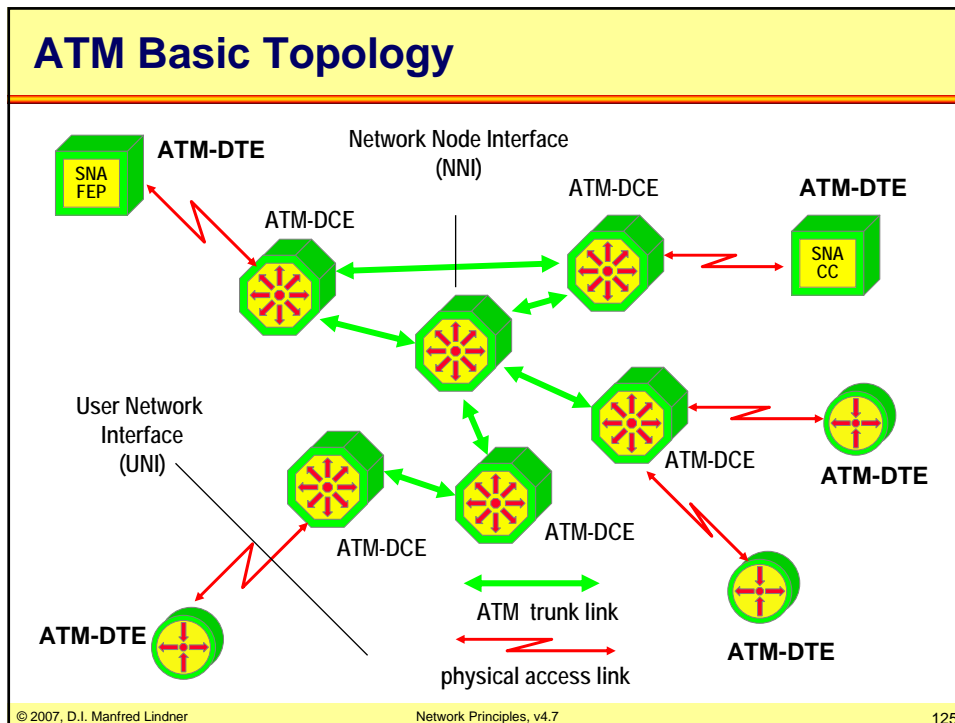 ATM Basic Topology
ATM-DTE
SNA
FEP
Network Node Interface
(NNI)
ATM-DCE
ATM-DCE
ATM-DTE
SNA
CC
User Network
Interface
(UNI)
ATM-DCE
ATM-DTE
ATM-DCE
ATM-DCE
ATM trunk link
ATM-DTE
ATM-DTE
physical access link
© 2007, D.I. Manfred Lindner
Network Principles, v4.7
125